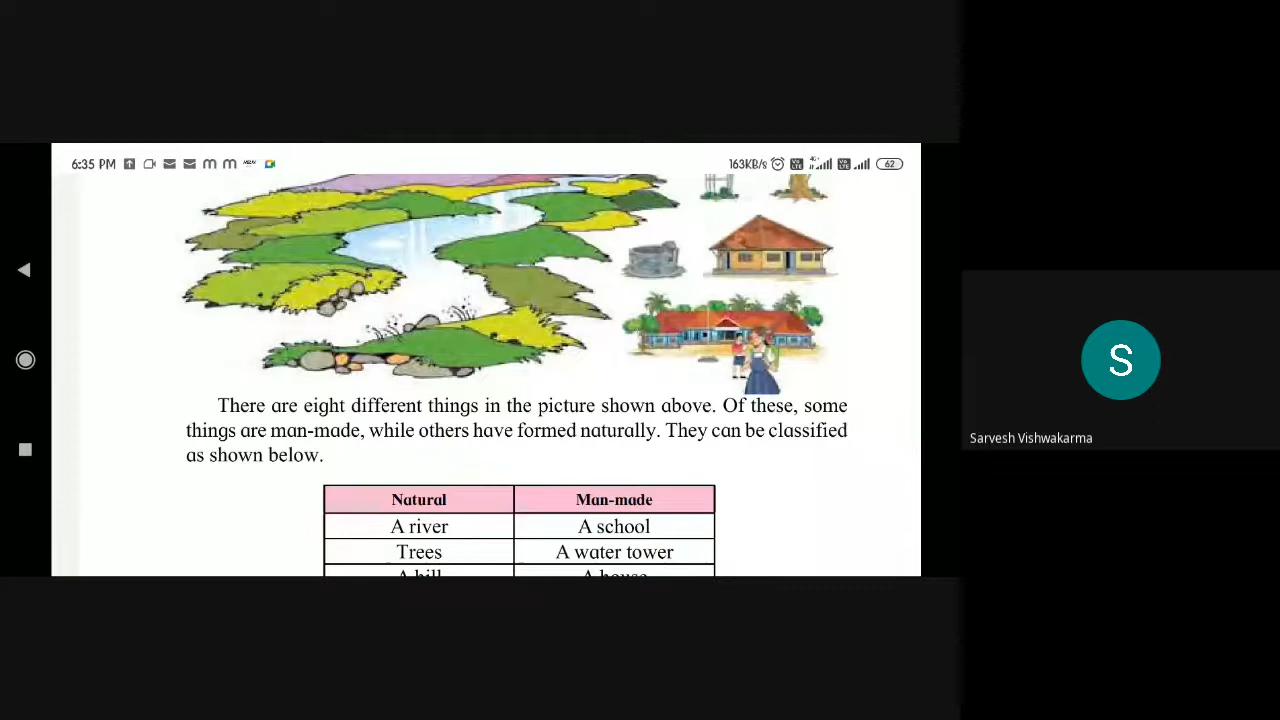 6:35 PM
163KB/s
62
There are eight different things in the picture shown above. Of these, some
things are man-made, while others have formed naturally. They can be classified
as shown below.
Natural Man-made
A river A school
Trees A water tower
A hill A house
S
Sarvesh Vishwakarma